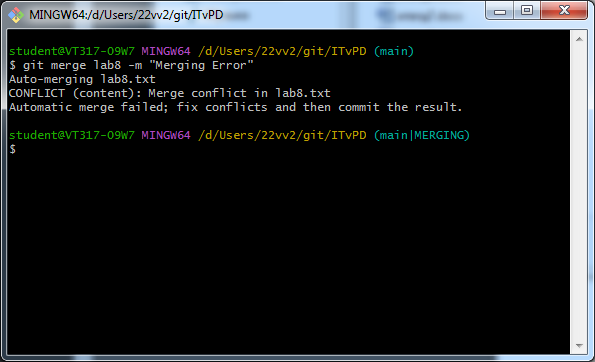 MINGW64:/d/Users/22vv2/git/ITvPD
student@VT317-09W7 MINGW64 /d/Users/22vv2/git/ITvPD (main)
$ git merge lab8 -m "Merging Error"
Auto-merging lab8.txt
CONFLICT (content): Merge conflict in lab8.txt
Automatic merge failed; fix conflicts and then commit the result.
student@VT317-09W7 MINGW64 /d/Users/22vv2/git/ITvPD (main|MERGING)
$